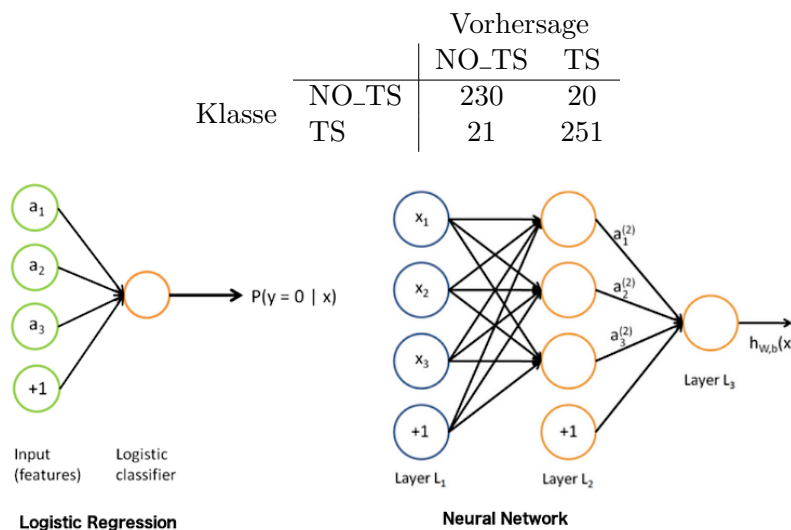 Vorhersage
NO_TS TS
Klasse NO_TS 230 20
TS 21 251
a₁
a₂
a₃
+1
P(y = 0 | x)
Input
(features)
Logistic
classifier
Logistic Regression
x₁
x₂
x₃
+1
a₁⁽²⁾
a₂⁽²⁾
a₃⁽²⁾
+1
h_{W,b}(x
Layer L₁
Layer L₂
Layer L₃
Neural Network